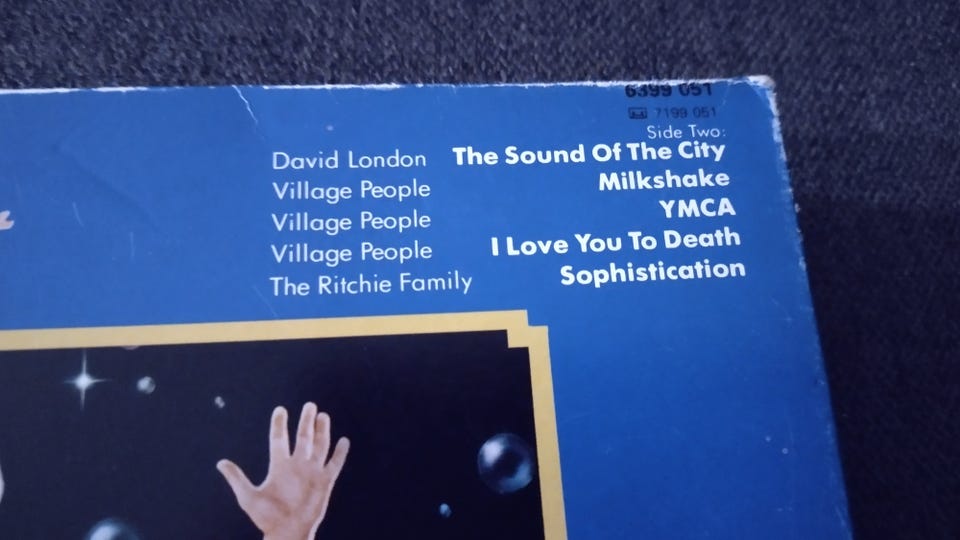 6399 051
7199 051
Side Two:
David London The Sound Of The City
Village People Milkshake
Village People YMCA
Village People I Love You To Death
The Ritchie Family Sophistication